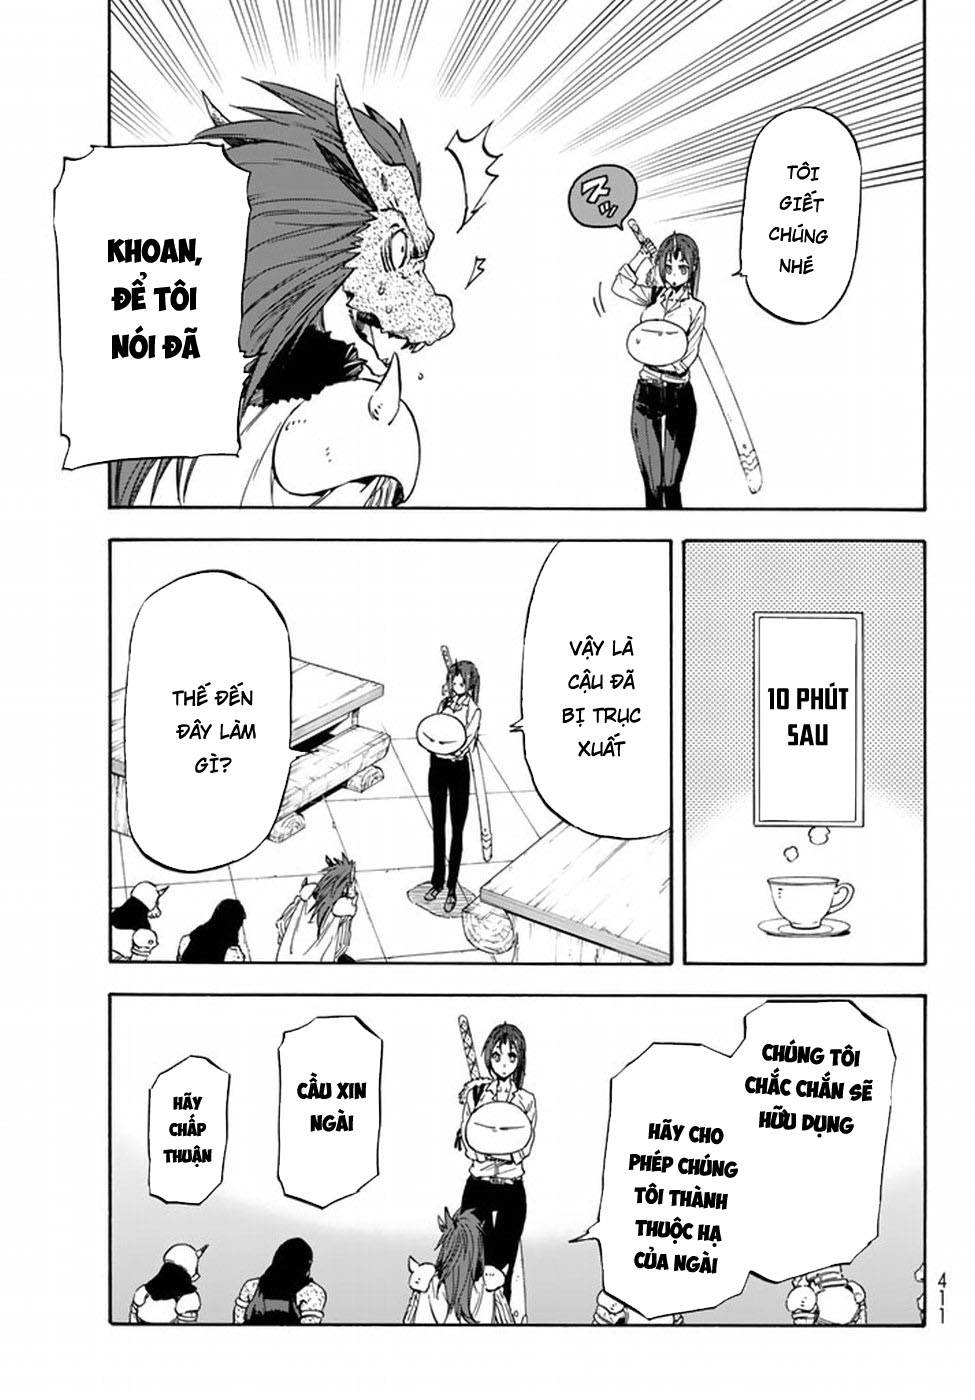 TÔI
GIẾT
CHÚNG
NHÉ
スッ
KHOAN,
ĐỂ TÔI
NÓI ĐÃ
10 PHÚT
SAU
VẬY LÀ
CẬU ĐÃ
BỊ TRỤC
XUẤT
THẾ ĐẾN
ĐÂY LÀM
GÌ?
CHÚNG TÔI
CHẮC CHẮN SẼ
HỮU DỤNG
HÃY CHO
PHÉP CHÚNG
TÔI THÀNH
THUỘC HẠ
CỦA NGÀI
CẦU XIN
NGÀI
HÃY
CHẤP
THUẬN
411